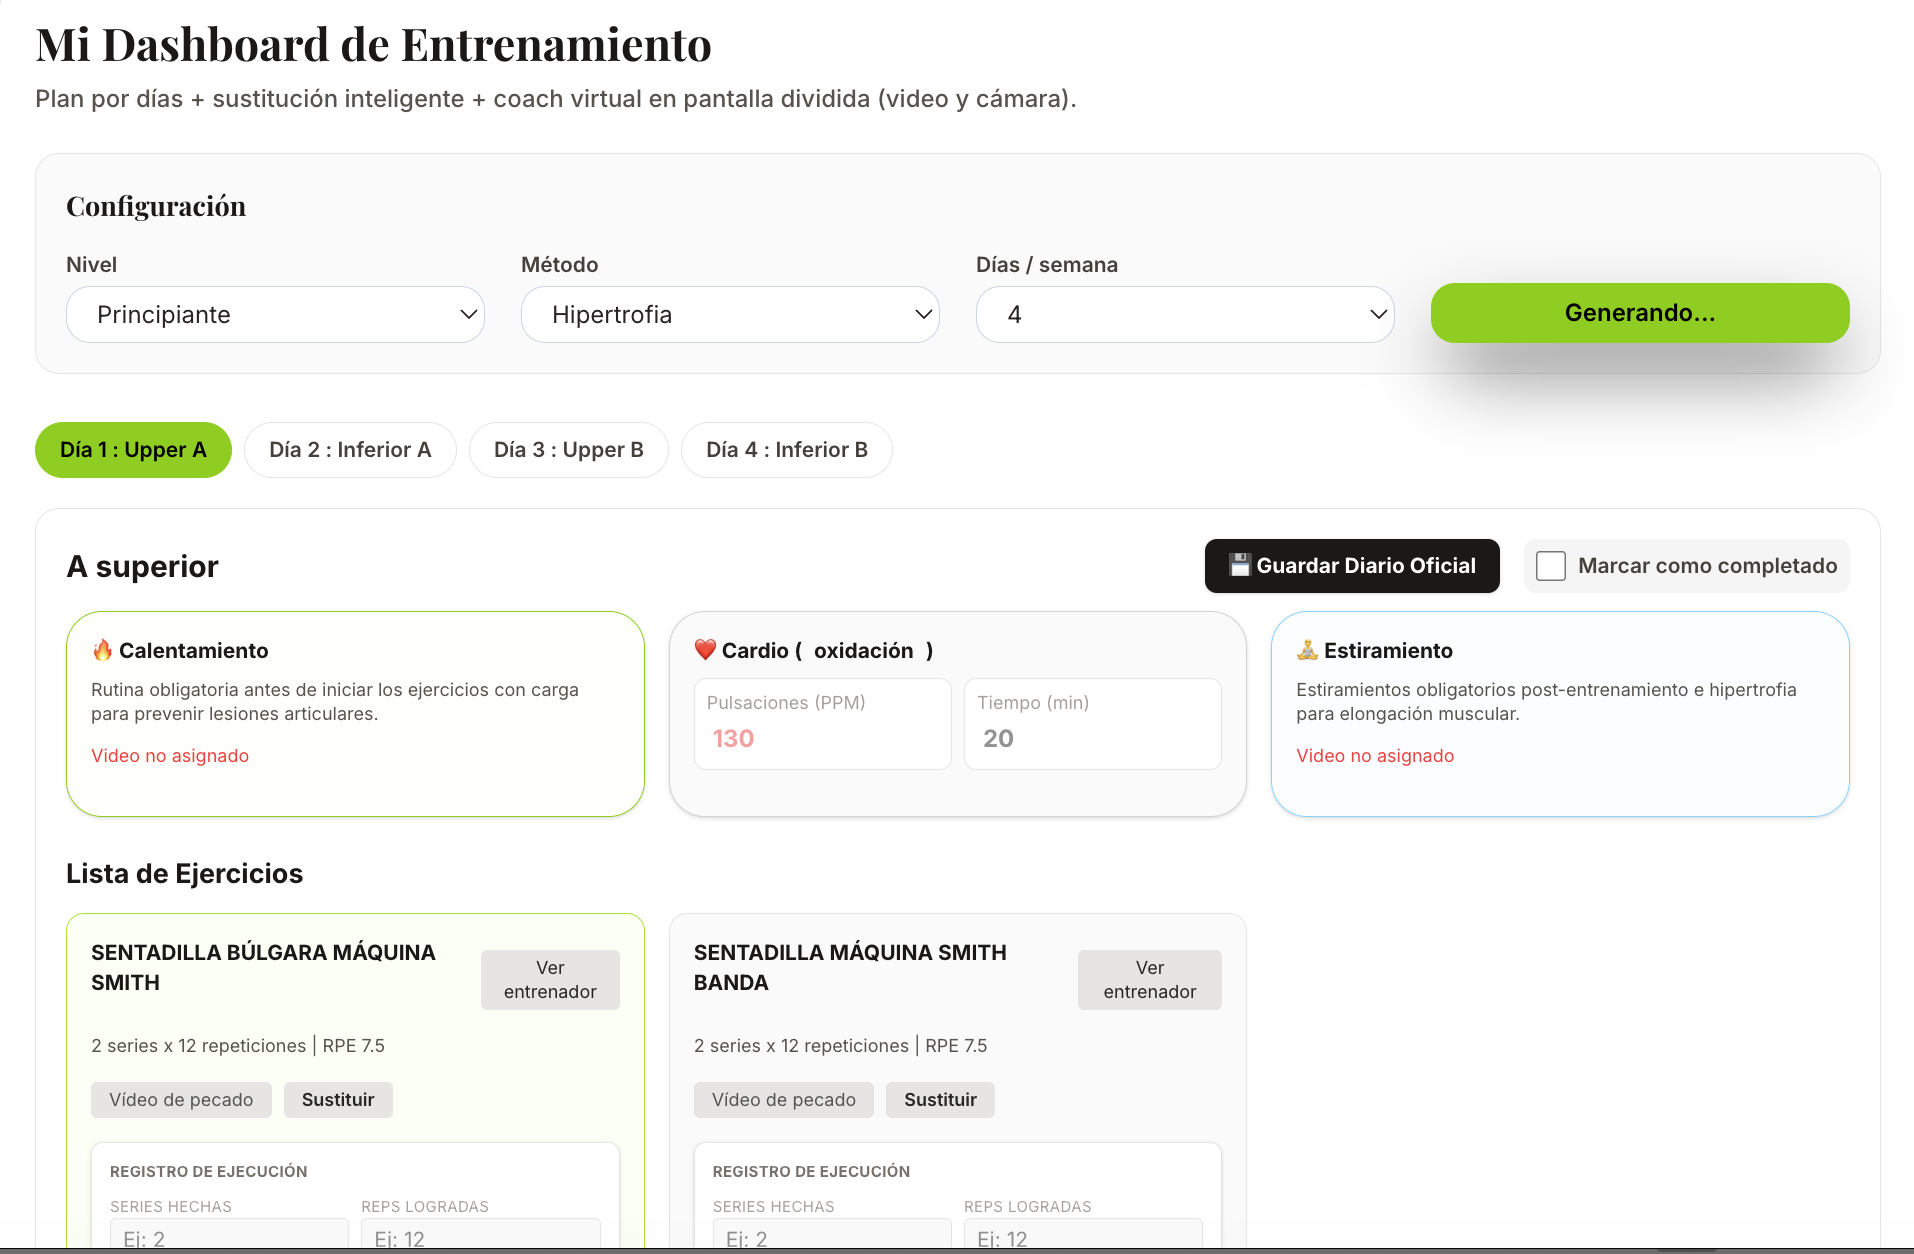 Mi Dashboard de Entrenamiento
Plan por días + sustitución inteligente + coach virtual en pantalla dividida (video y cámara).
Configuración
Nivel
Principiante
Método
Hipertrofia
Días / semana
4
Generando...
Día 1 : Upper A
Día 2 : Inferior A
Día 3 : Upper B
Día 4 : Inferior B
A superior
💾 Guardar Diario Oficial
Marcar como completado
🔥 Calentamiento
Rutina obligatoria antes de iniciar los ejercicios con carga
para prevenir lesiones articulares.
Video no asignado
❤️ Cardio ( oxidación )
Pulsaciones (PPM)
130
Tiempo (min)
20
🧘 Estiramiento
Estiramientos obligatorios post-entrenamiento e hipertrofia
para elongación muscular.
Video no asignado
Lista de Ejercicios
SENTADILLA BÚLGARA MÁQUINA
SMITH
Ver
entrenador
2 series x 12 repeticiones | RPE 7.5
Vídeo de pecado
Sustituir
REGISTRO DE EJECUCIÓN
SERIES HECHAS
REPS LOGRADAS
Ej: 2
Ej: 12
SENTADILLA MÁQUINA SMITH
BANDA
Ver
entrenador
2 series x 12 repeticiones | RPE 7.5
Vídeo de pecado
Sustituir
REGISTRO DE EJECUCIÓN
SERIES HECHAS
REPS LOGRADAS
Ej: 2
Ej: 12